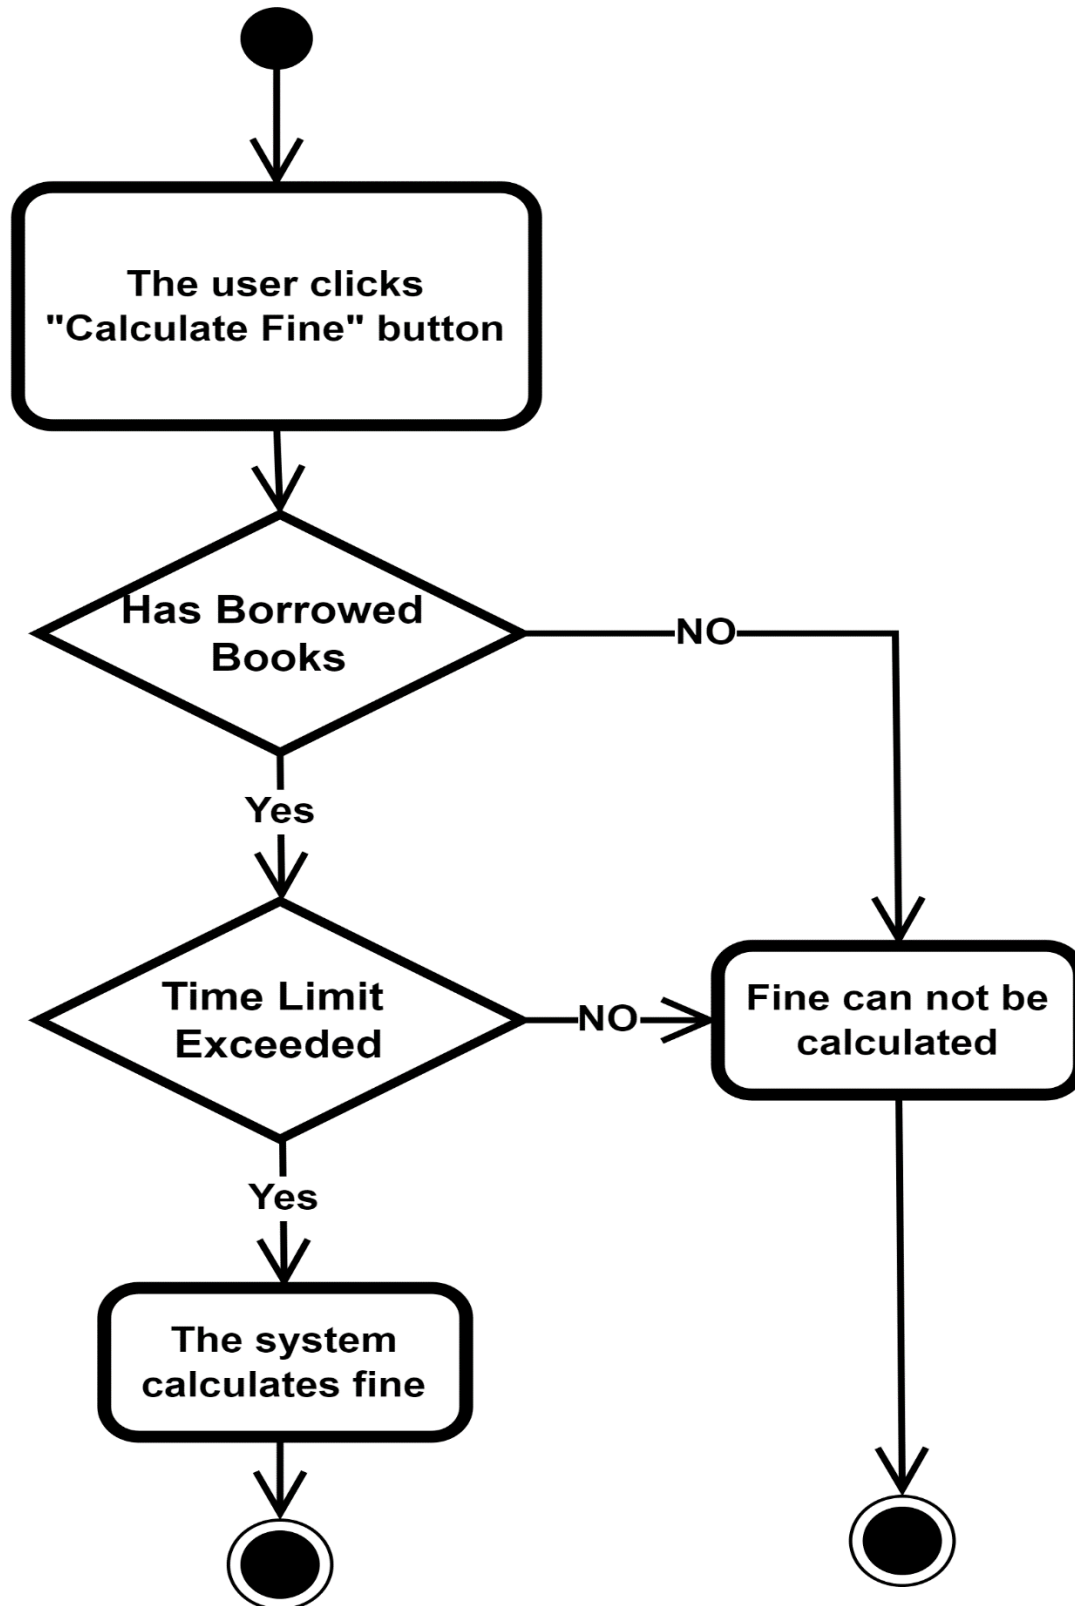 The user clicks
"Calculate Fine" button
Has Borrowed
Books
NO
Yes
Time Limit
Exceeded
NO
Fine can not be
calculated
Yes
The system
calculates fine